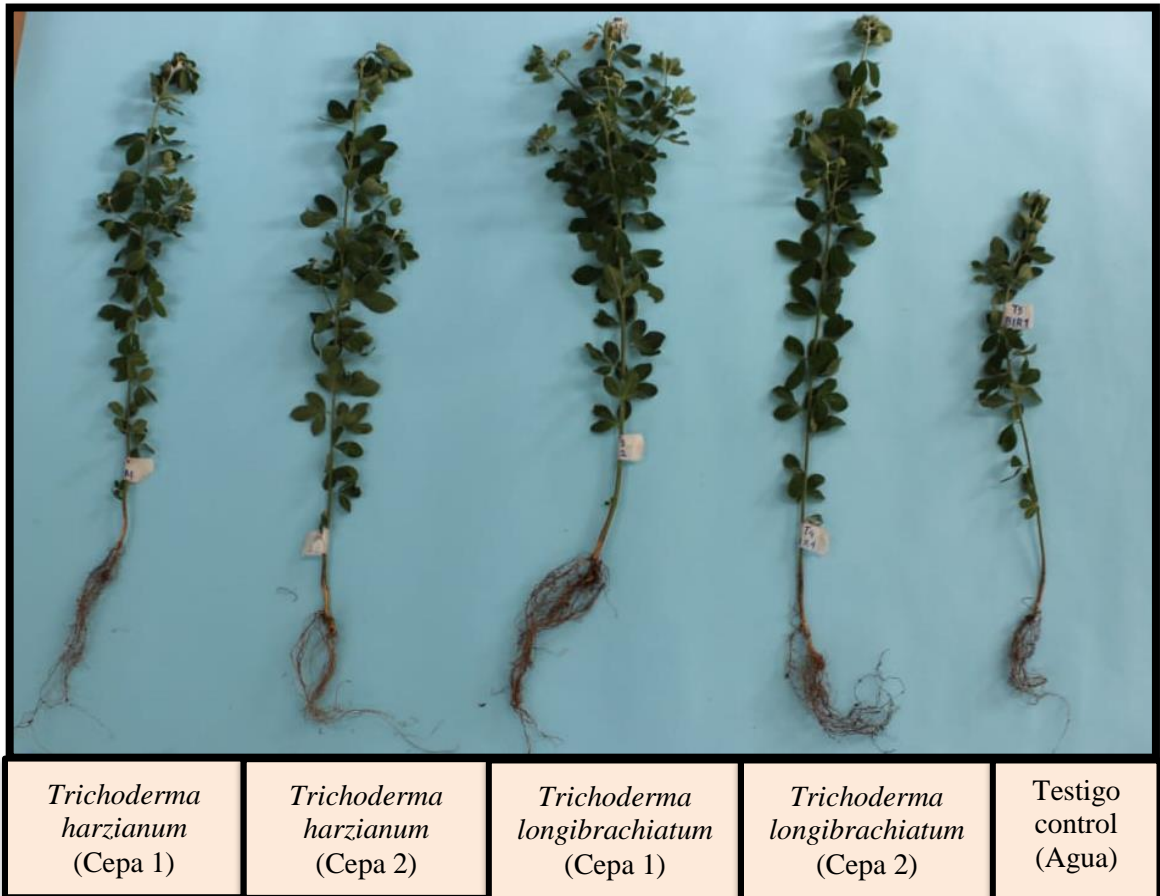 T5
Trichoderma
harzianum
(Cepa 1)
Trichoderma
harzianum
(Cepa 2)
Trichoderma
longibrachiatum
(Cepa 1)
Trichoderma
longibrachiatum
(Cepa 2)
Testigo
control
(Agua)